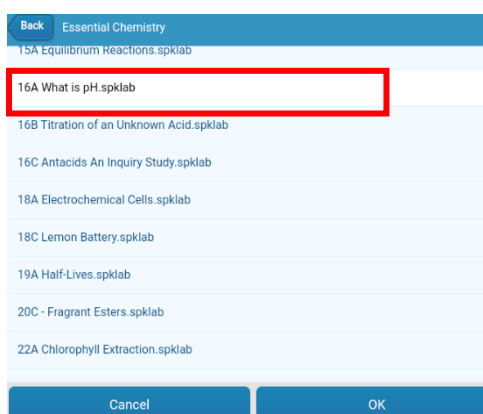 Back Essential Chemistry
15A Equilibrium Reactions.spklab
16A What is pH.spklab
16B Titration of an Unknown Acid.spklab
16C Antacids An Inquiry Study.spklab
18A Electrochemical Cells.spklab
18C Lemon Battery.spklab
19A Half-Lives.spklab
20C - Fragrant Esters.spklab
22A Chlorophyll Extraction.spklab
Cancel OK